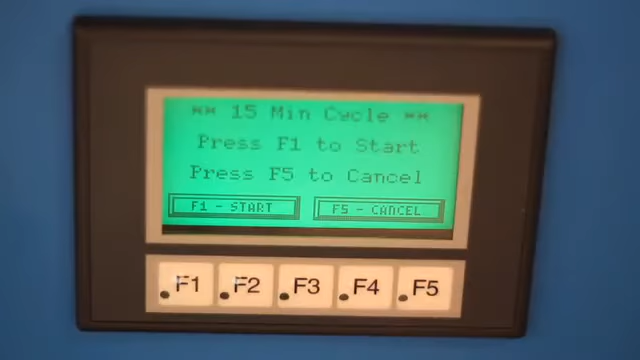 ** 15 Min Cycle **
Press F1 to Start
Press F5 to Cancel
F1 - START F5 - CANCEL
F1 F2 F3 F4 F5